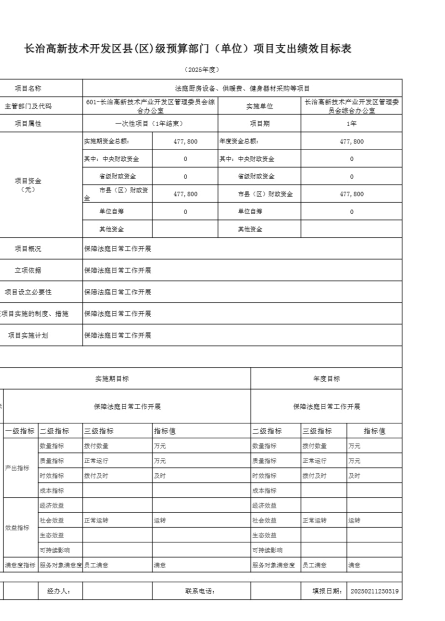 长治高新技术开发区县(区)级预算部门（单位）项目支出绩效目标表
（2025年度）
项目名称 法庭厨房设备、供暖费、健身器材采购等项目
主管部门及代码 601-长治高新技术产业开发区管理委员会综合办公室 实施单位 长治高新技术产业开发区管理委员会综合办公室
项目属性 一次性项目（1年结束） 项目期 1年
项目资金（元） 实施期资金总额： 477,800 年度资金总额： 477,800
其中：中央财政资金 0 其中：中央财政资金 0
省级财政资金 0 省级财政资金 0
市县（区）财政资金 477,800 市县（区）财政资金 477,800
单位自筹 0 单位自筹 0
其他资金 其他资金
项目概况 保障法庭日常工作开展
立项依据 保障法庭日常工作开展
项目设立必要性 保障法庭日常工作开展
项目实施的制度、措施 保障法庭日常工作开展
项目实施计划 保障法庭日常工作开展
实施期目标 年度目标
保障法庭日常工作开展 保障法庭日常工作开展
一级指标 二级指标 三级指标 指标值 二级指标 三级指标 指标值
产出指标 数量指标 拨付数量 万元 数量指标 拨付数量 万元
质量指标 正常运行 万元 质量指标 正常运行 万元
时效指标 拨付及时 及时 时效指标 拨付及时 及时
成本指标 成本指标
效益指标 经济效益 经济效益
社会效益 正常运转 运转 社会效益 正常运转 运转
生态效益 生态效益
可持续影响 可持续影响
满意度指标 服务对象满意度 员工满意 满意 服务对象满意度 员工满意 满意
经办人： 联系电话： 填报日期： 20250211250319